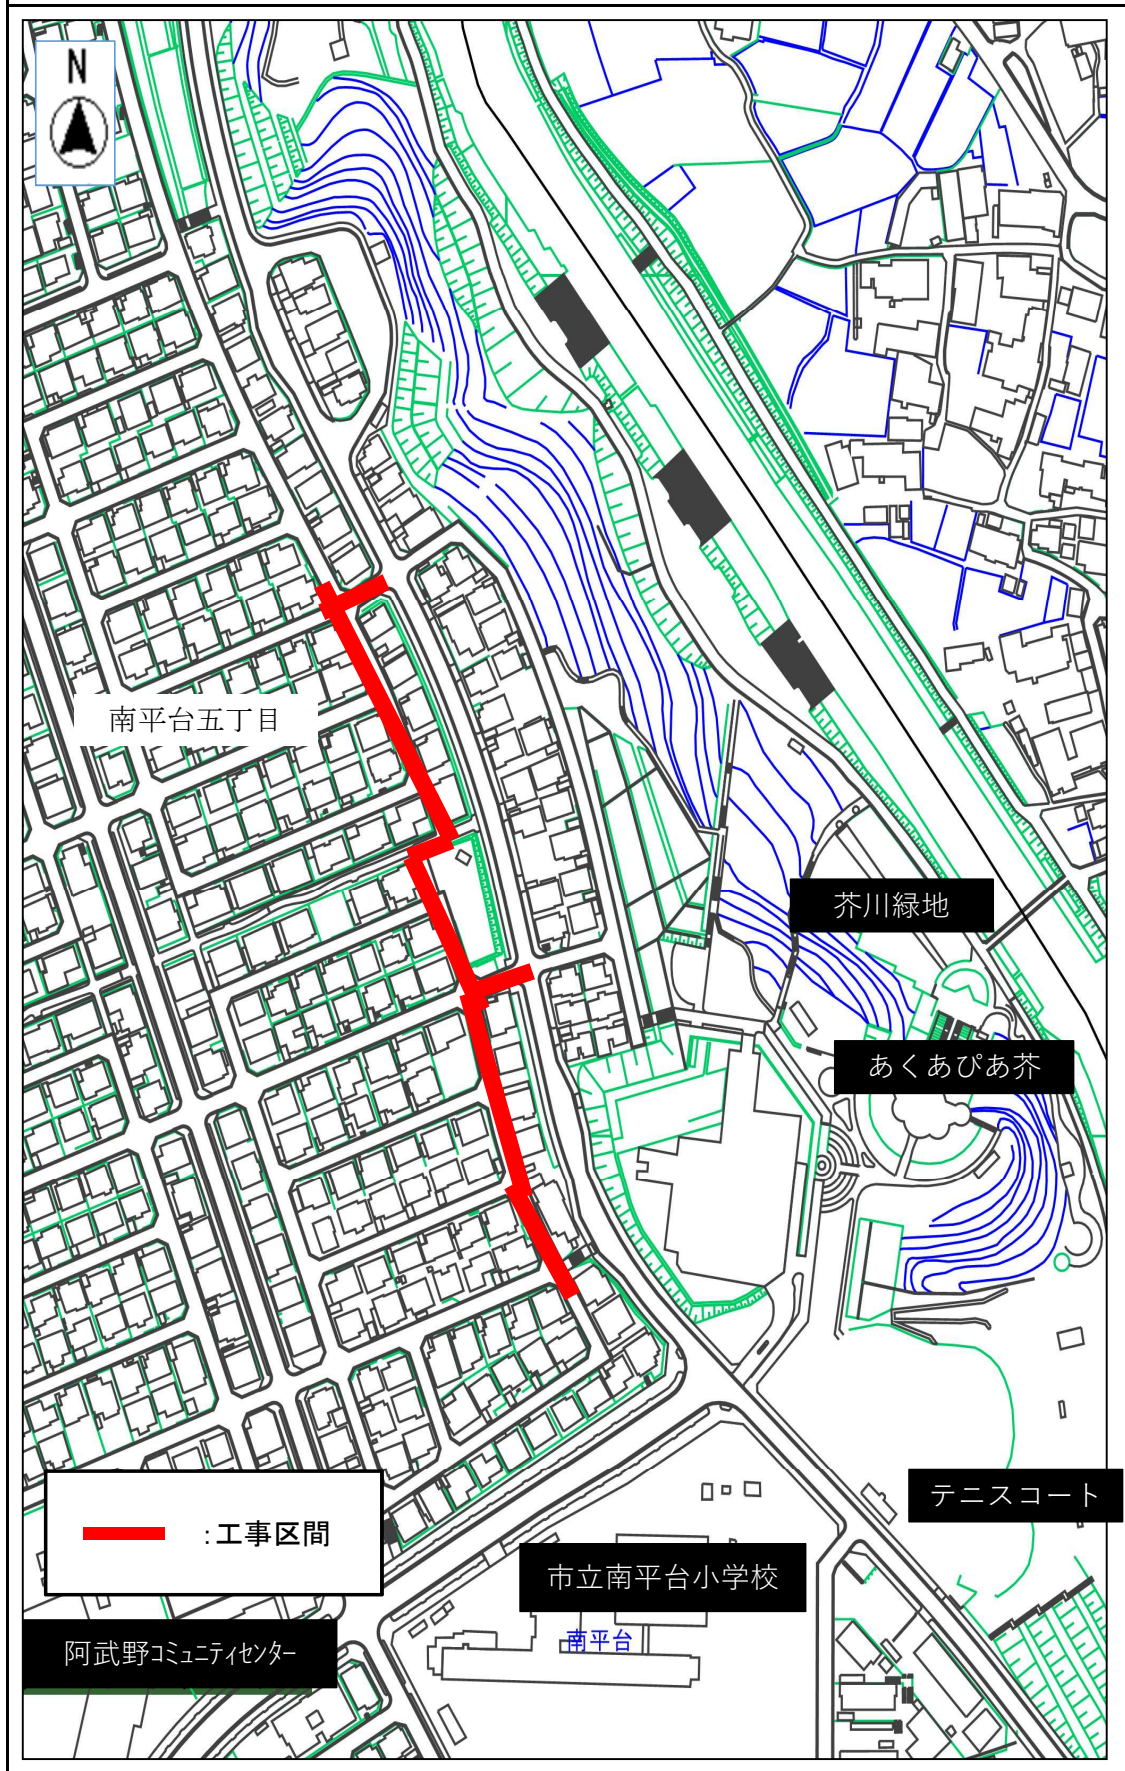 N
南平台五丁目
芥川緑地
あくあぴあ芥
テニスコート
：工事区間
市立南平台小学校
南平台
阿武野ｺﾐｭﾆﾃｨｾﾝﾀｰ